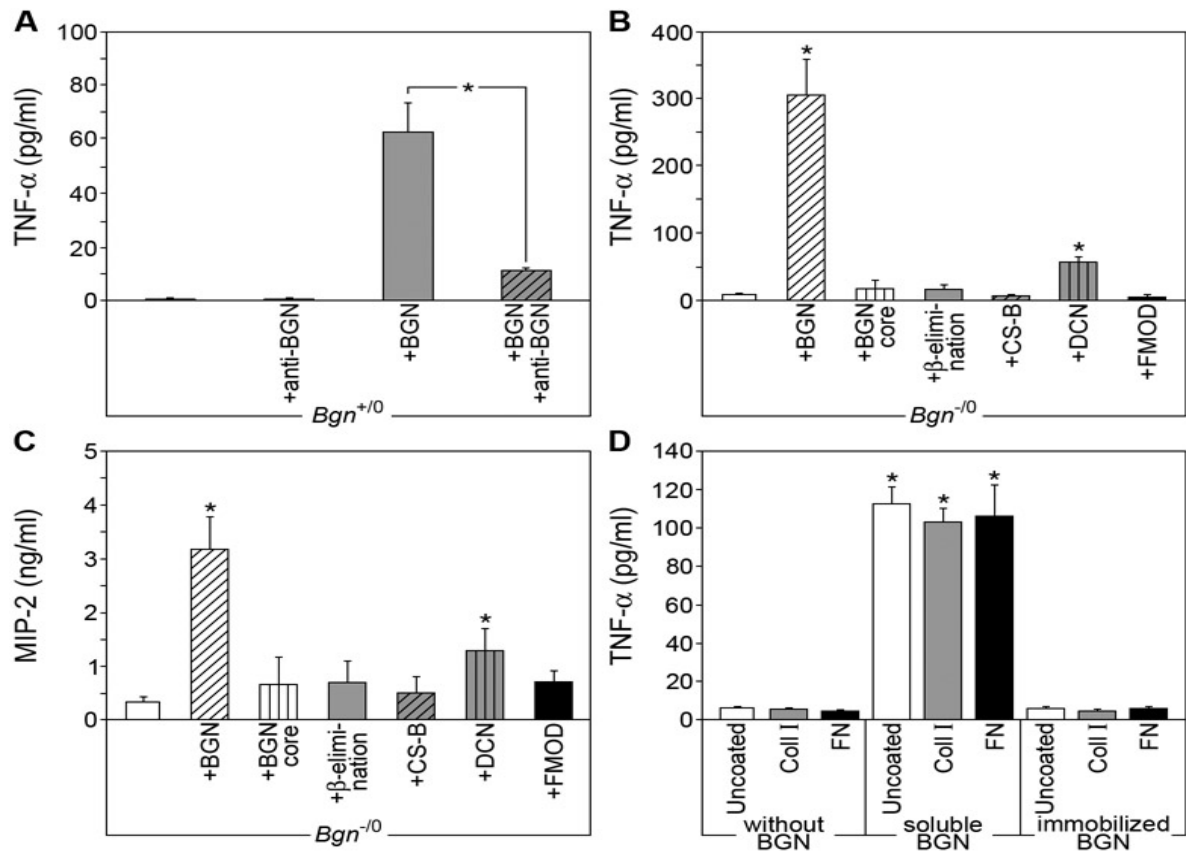 A
TNF-α (pg/ml)
100
80
60
40
20
0
*
+anti-BGN
+BGN
+BGN
+anti-BGN
Bgn+/0
B
TNF-α (pg/ml)
400
300
200
100
0
*
*
+BGN
+BGN
core
+β-elimi-
nation
+CS-B
+DCN
+FMOD
Bgn-/0
C
MIP-2 (ng/ml)
5
4
3
2
1
0
*
*
+BGN
+BGN
core
+β-elimi-
nation
+CS-B
+DCN
+FMOD
Bgn-/0
D
TNF-α (pg/ml)
140
120
100
80
60
40
20
0
* * *
Uncoated
Coll I
FN
Uncoated
Coll I
FN
Uncoated
Coll I
FN
without
BGN
soluble
BGN
immobilized
BGN